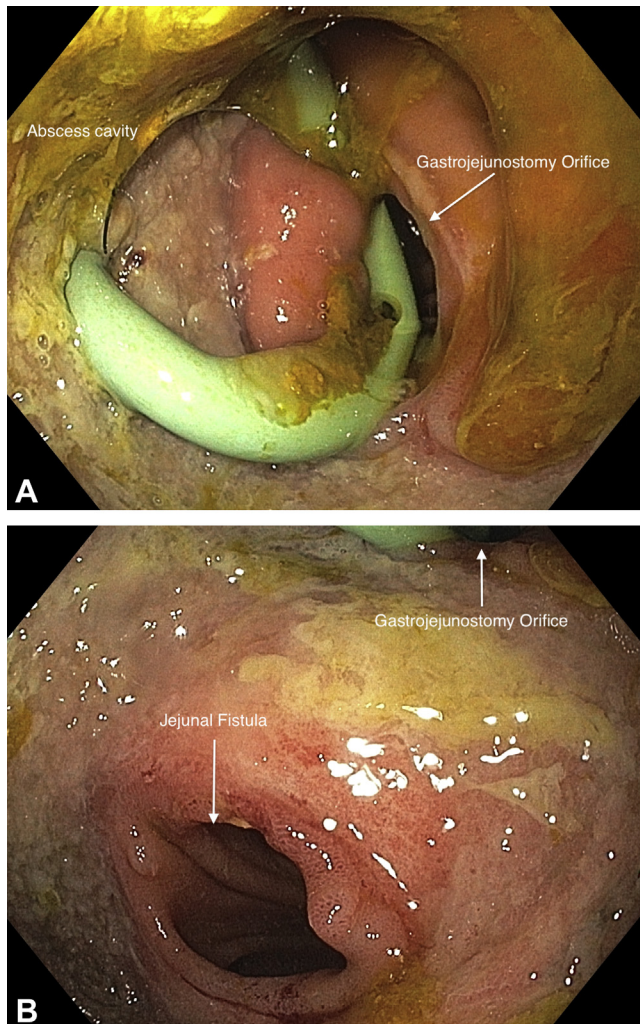 Abscess cavity
Gastrojejunostomy Orifice
A
Gastrojejunostomy Orifice
Jejunal Fistula
B